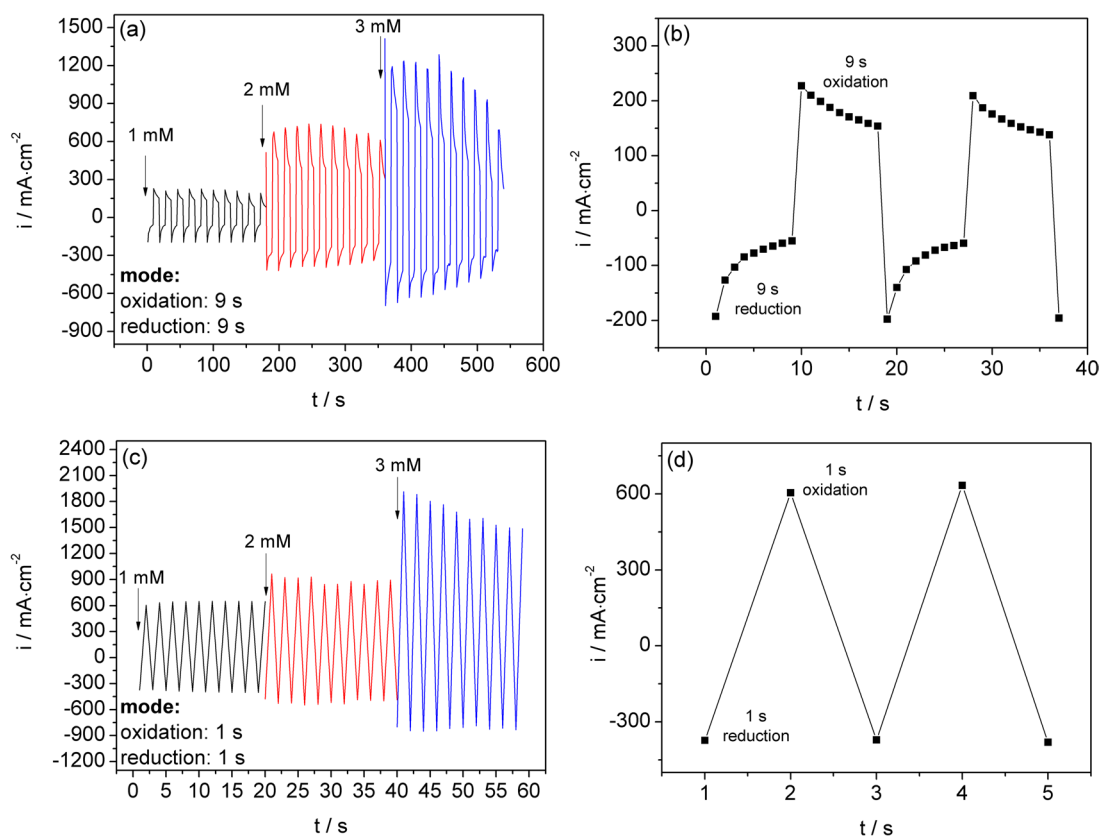 (a)
1500
1200
900
600
300
0
-300
-600
-900
i / mA·cm-2
1 mM
2 mM
3 mM
mode:
oxidation: 9 s
reduction: 9 s
0 100 200 300 400 500 600
t / s
(b)
300
200
100
0
-100
-200
i / mA·cm-2
9 s
oxidation
9 s
reduction
0 10 20 30 40
t / s
(c)
2400
2100
1800
1500
1200
900
600
300
0
-300
-600
-900
-1200
i / mA·cm-2
1 mM
2 mM
3 mM
mode:
oxidation: 1 s
reduction: 1 s
0 5 10 15 20 25 30 35 40 45 50 55 60
t / s
(d)
600
300
0
-300
i / mA·cm-2
1 s
oxidation
1 s
reduction
1 2 3 4 5
t / s